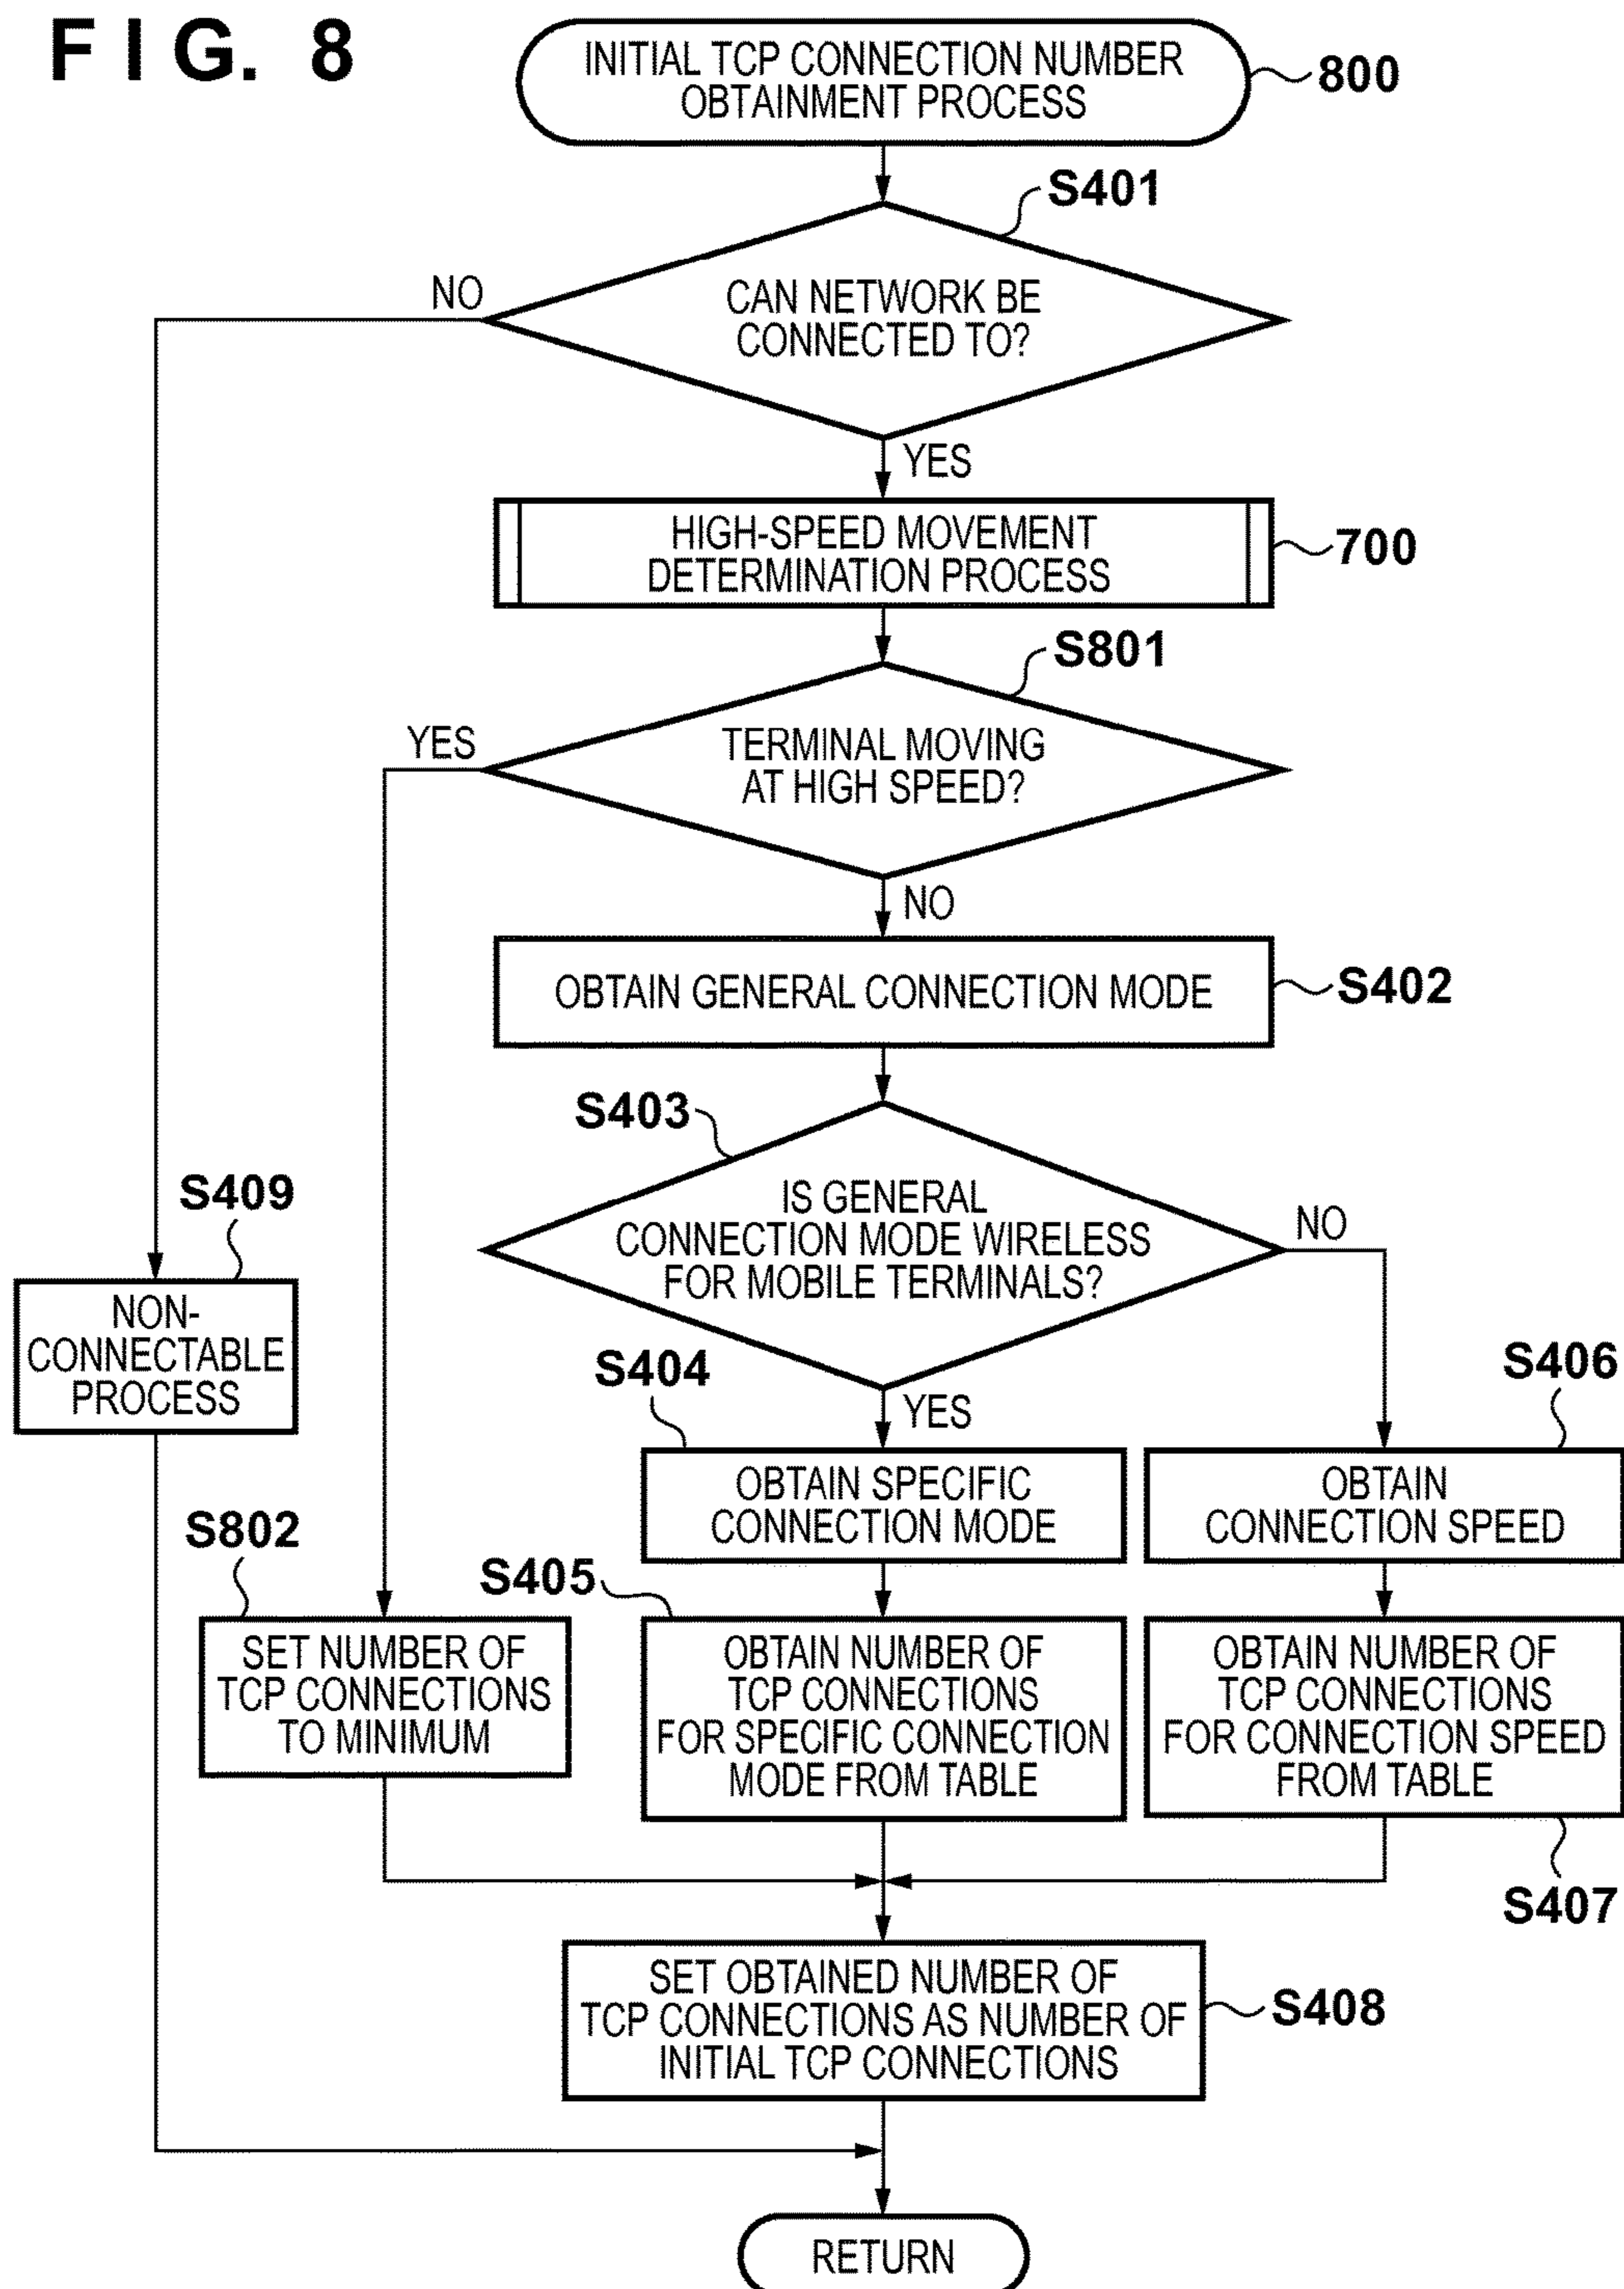 FIG. 8
INITIAL TCP CONNECTION NUMBER
OBTAINMENT PROCESS
800
S401
NO
CAN NETWORK BE
CONNECTED TO?
YES
HIGH-SPEED MOVEMENT
DETERMINATION PROCESS
700
S801
YES
TERMINAL MOVING
AT HIGH SPEED?
NO
OBTAIN GENERAL CONNECTION MODE
S402
S403
IS GENERAL
CONNECTION MODE WIRELESS
FOR MOBILE TERMINALS?
NO
S409
NON-
CONNECTABLE
PROCESS
YES
S404
OBTAIN SPECIFIC
CONNECTION MODE
S406
OBTAIN
CONNECTION SPEED
S802
SET NUMBER OF
TCP CONNECTIONS
TO MINIMUM
S405
OBTAIN NUMBER OF
TCP CONNECTIONS
FOR SPECIFIC CONNECTION
MODE FROM TABLE
OBTAIN NUMBER OF
TCP CONNECTIONS
FOR CONNECTION SPEED
FROM TABLE
S407
SET OBTAINED NUMBER OF
TCP CONNECTIONS AS NUMBER OF
INITIAL TCP CONNECTIONS
S408
RETURN